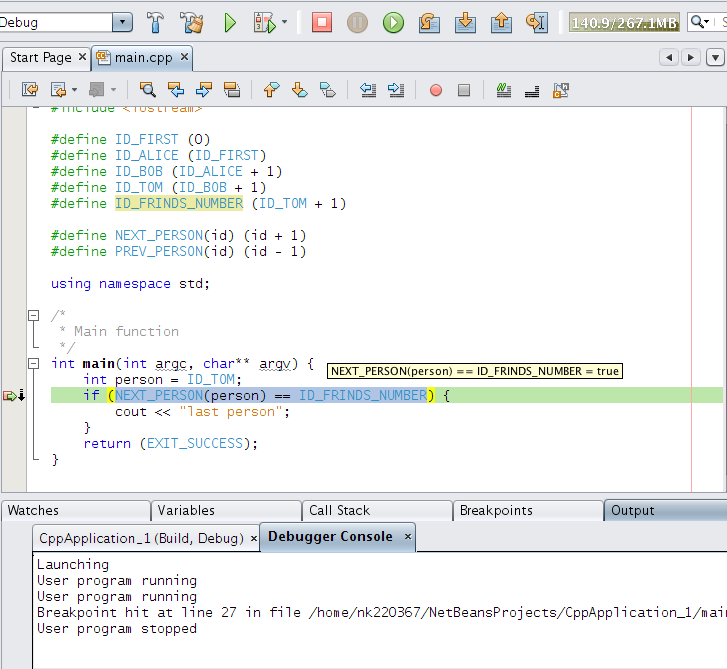 Debug
140.9/267.1MB
Start Page
main.cpp
#include <iostream>
#define ID_FIRST (0)
#define ID_ALICE (ID_FIRST)
#define ID_BOB (ID_ALICE + 1)
#define ID_TOM (ID_BOB + 1)
#define ID_FRINDS_NUMBER (ID_TOM + 1)
#define NEXT_PERSON(id) (id + 1)
#define PREV_PERSON(id) (id - 1)
using namespace std;
/*
* Main function
*/
int main(int argc, char** argv) {
NEXT_PERSON(person) == ID_FRINDS_NUMBER = true
int person = ID_TOM;
if (NEXT_PERSON(person) == ID_FRINDS_NUMBER) {
cout << "last person";
}
return (EXIT_SUCCESS);
}
Watches
Variables
Call Stack
Breakpoints
Output
CppApplication_1 (Build, Debug)
Debugger Console
Launching
User program running
User program running
Breakpoint hit at line 27 in file /home/nk220367/NetBeansProjects/CppApplication_1/mai
User program stopped